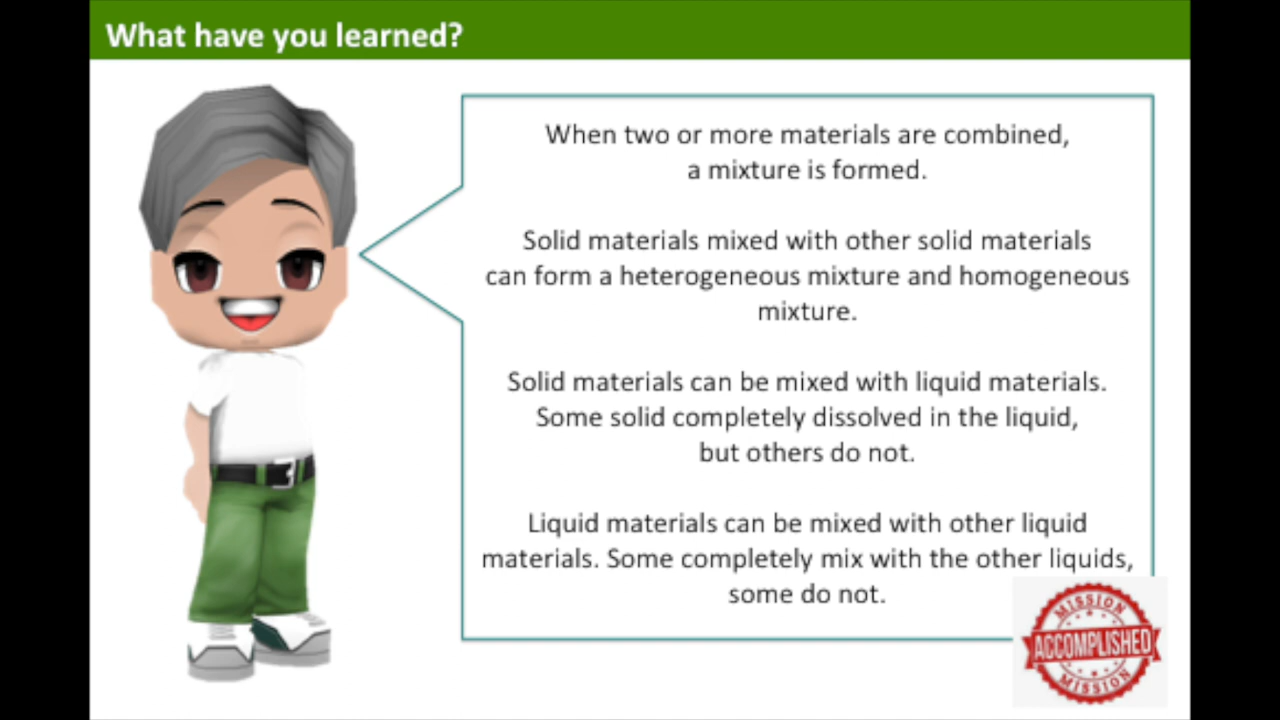 What have you learned?
When two or more materials are combined,
a mixture is formed.
Solid materials mixed with other solid materials
can form a heterogeneous mixture and homogeneous
mixture.
Solid materials can be mixed with liquid materials.
Some solid completely dissolved in the liquid,
but others do not.
Liquid materials can be mixed with other liquid
materials. Some completely mix with the other liquids,
some do not.
MISSION
ACCOMPLISHED
MISSION